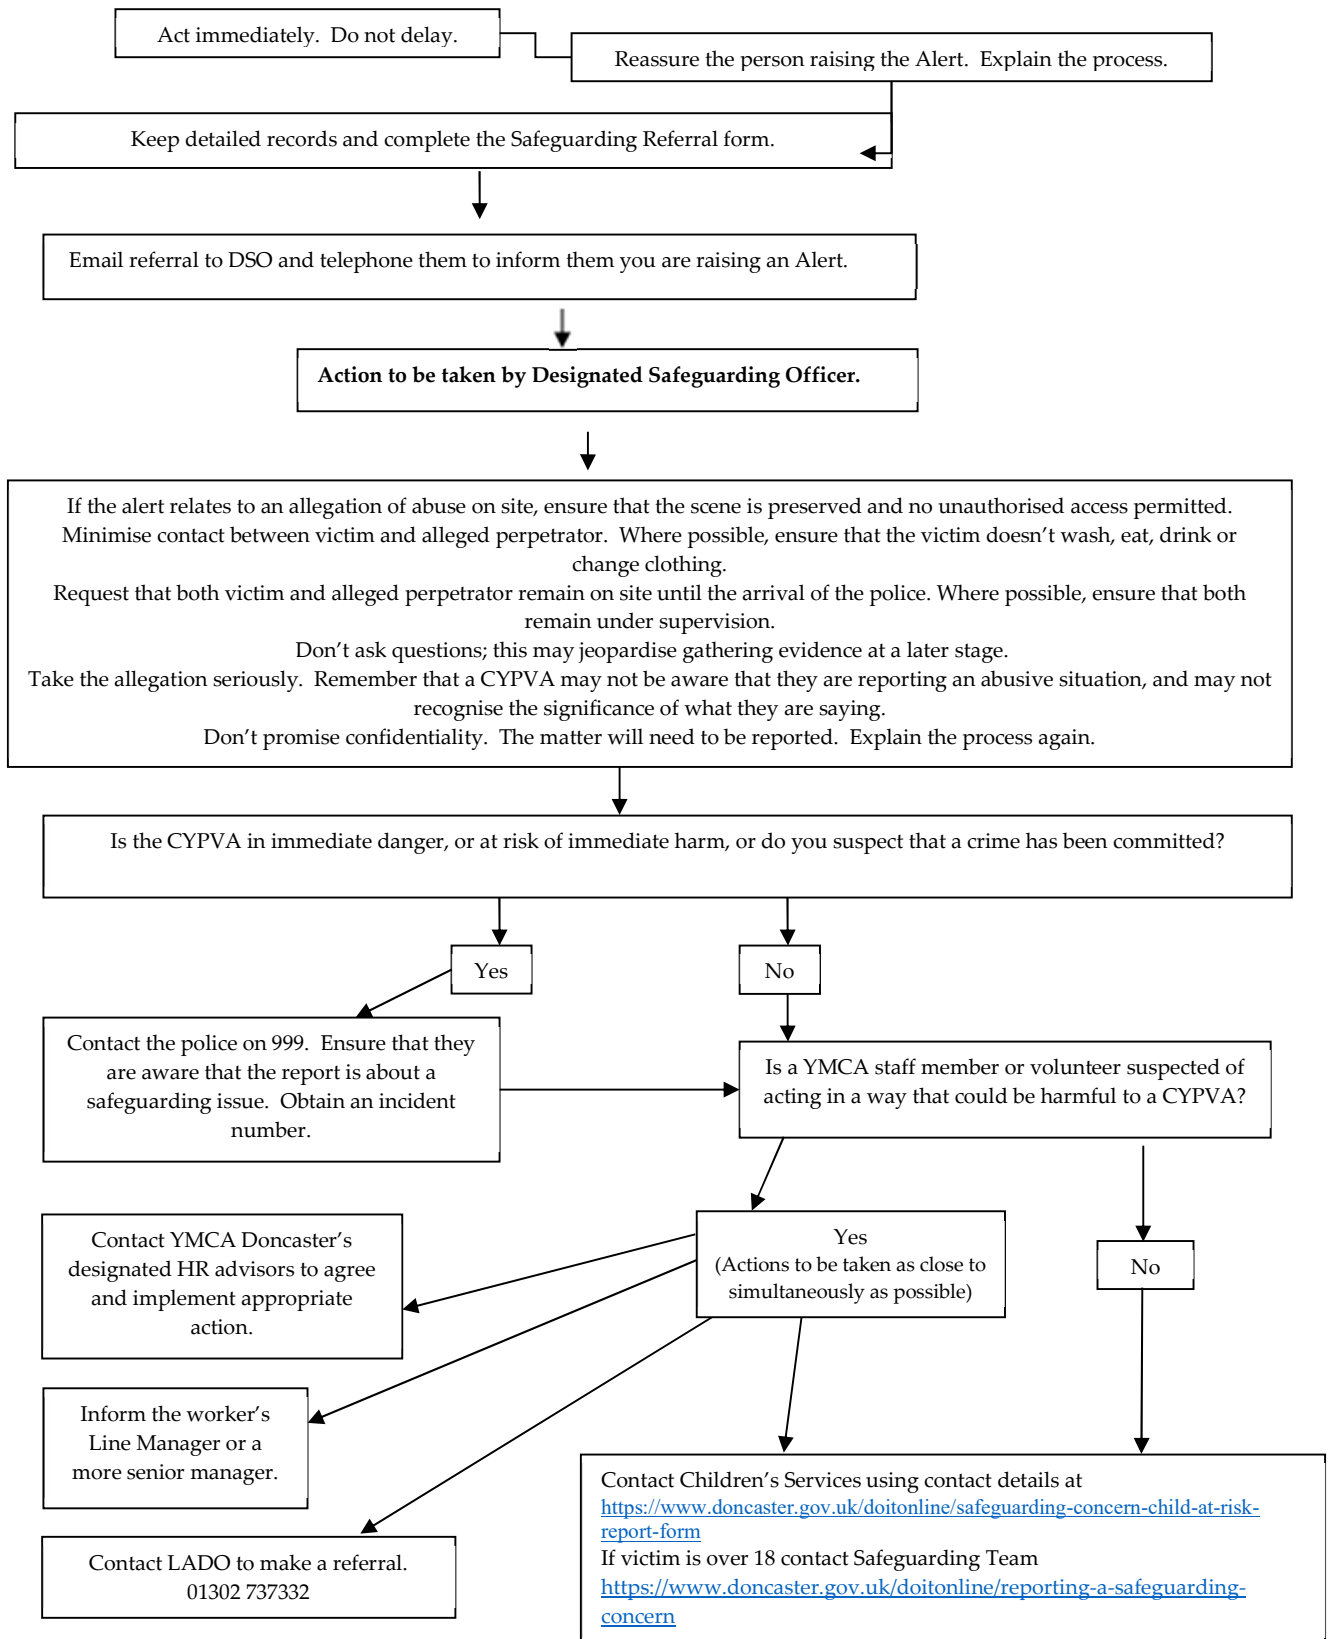 Act immediately.  Do not delay.
Reassure the person raising the Alert.  Explain the process.
Keep detailed records and complete the Safeguarding Referral form.
Email referral to DSO and telephone them to inform them you are raising an Alert.
Action to be taken by Designated Safeguarding Officer.
If the alert relates to an allegation of abuse on site, ensure that the scene is preserved and no unauthorised access permitted.
Minimise contact between victim and alleged perpetrator.  Where possible, ensure that the victim doesn't wash, eat, drink or
change clothing.
Request that both victim and alleged perpetrator remain on site until the arrival of the police. Where possible, ensure that both
remain under supervision.
Don't ask questions; this may jeopardise gathering evidence at a later stage.
Take the allegation seriously.  Remember that a CYPVA may not be aware that they are reporting an abusive situation, and may not
recognise the significance of what they are saying.
Don't promise confidentiality.  The matter will need to be reported.  Explain the process again.
Is the CYPVA in immediate danger, or at risk of immediate harm, or do you suspect that a crime has been committed?
Yes
No
Contact the police on 999.  Ensure that they
are aware that the report is about a
safeguarding issue.  Obtain an incident
number.
Is a YMCA staff member or volunteer suspected of
acting in a way that could be harmful to a CYPVA?
Yes
(Actions to be taken as close to
simultaneously as possible)
No
Contact YMCA Doncaster's
designated HR advisors to agree
and implement appropriate
action.
Inform the worker's
Line Manager or a
more senior manager.
Contact LADO to make a referral.
01302 737332
Contact Children's Services using contact details at
https://www.doncaster.gov.uk/doitonline/safeguarding-concern-child-at-risk-
report-form
If victim is over 18 contact Safeguarding Team
https://www.doncaster.gov.uk/doitonline/reporting-a-safeguarding-
concern